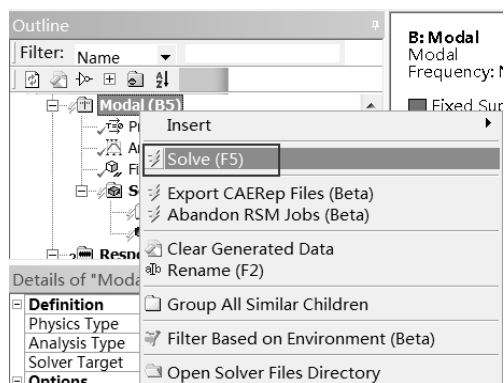 Outline
Filter: Name
B: Modal
Modal
Frequency: N
Fixed Sup
Modal (B5)
Insert
Solve (F5)
Export CAERep Files (Beta)
Abandon RSM Jobs (Beta)
Clear Generated Data
Rename (F2)
Group All Similar Children
Filter Based on Environment (Beta)
Open Solver Files Directory
Details of "Moda
Definition
Physics Type
Analysis Type
Solver Target
Options